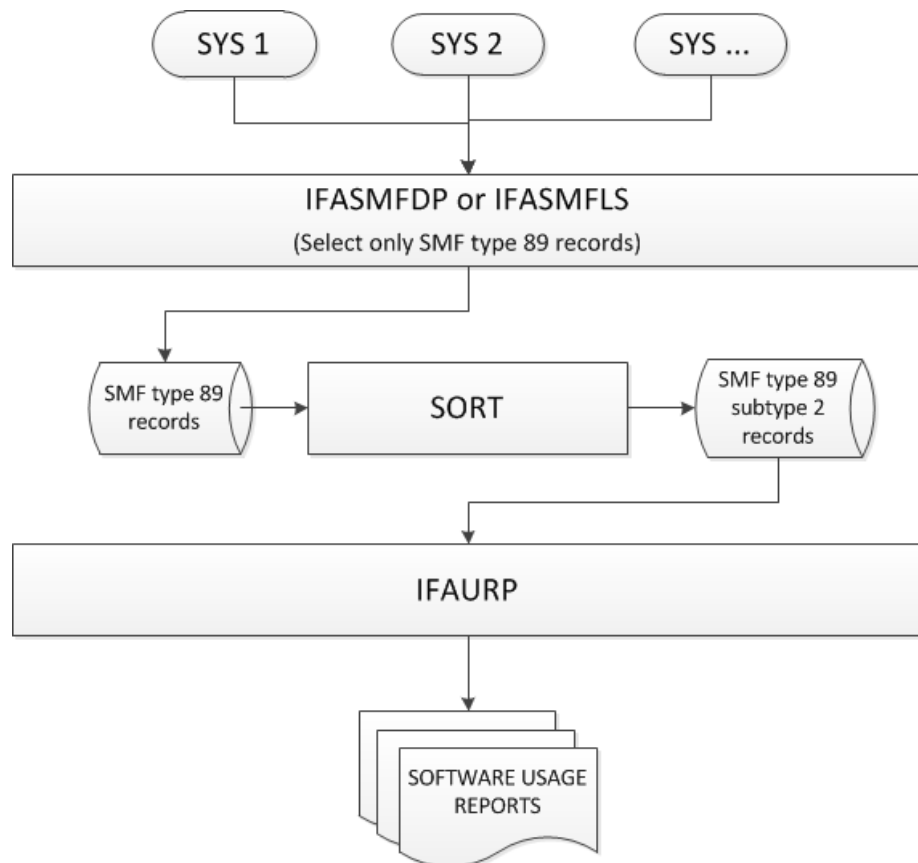 SYS 1
SYS 2
SYS ...
IFASMFDP or IFASMFLS
(Select only SMF type 89 records)
SMF type 89
records
SORT
SMF type 89
subtype 2
records
IFAURP
SOFTWARE USAGE
REPORTS